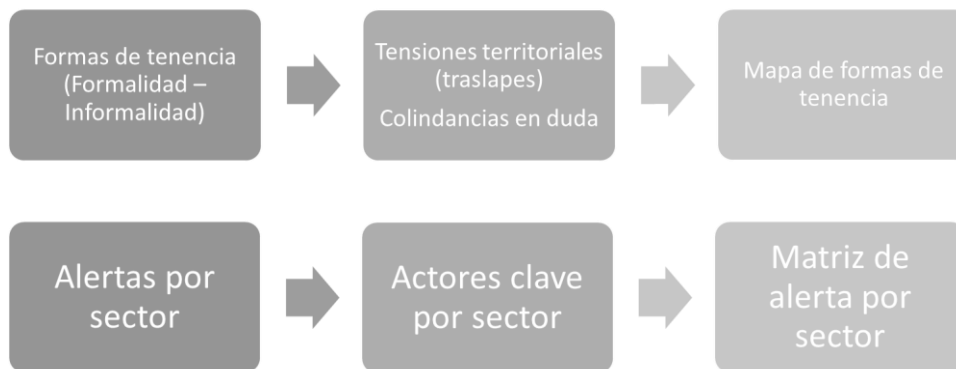 Formas de tenencia
(Formalidad –
Informalidad)
Tensiones territoriales
(traslapes)
Colindancias en duda
Mapa de formas de
tenencia
Alertas por
sector
Actores clave
por sector
Matriz de
alerta por
sector